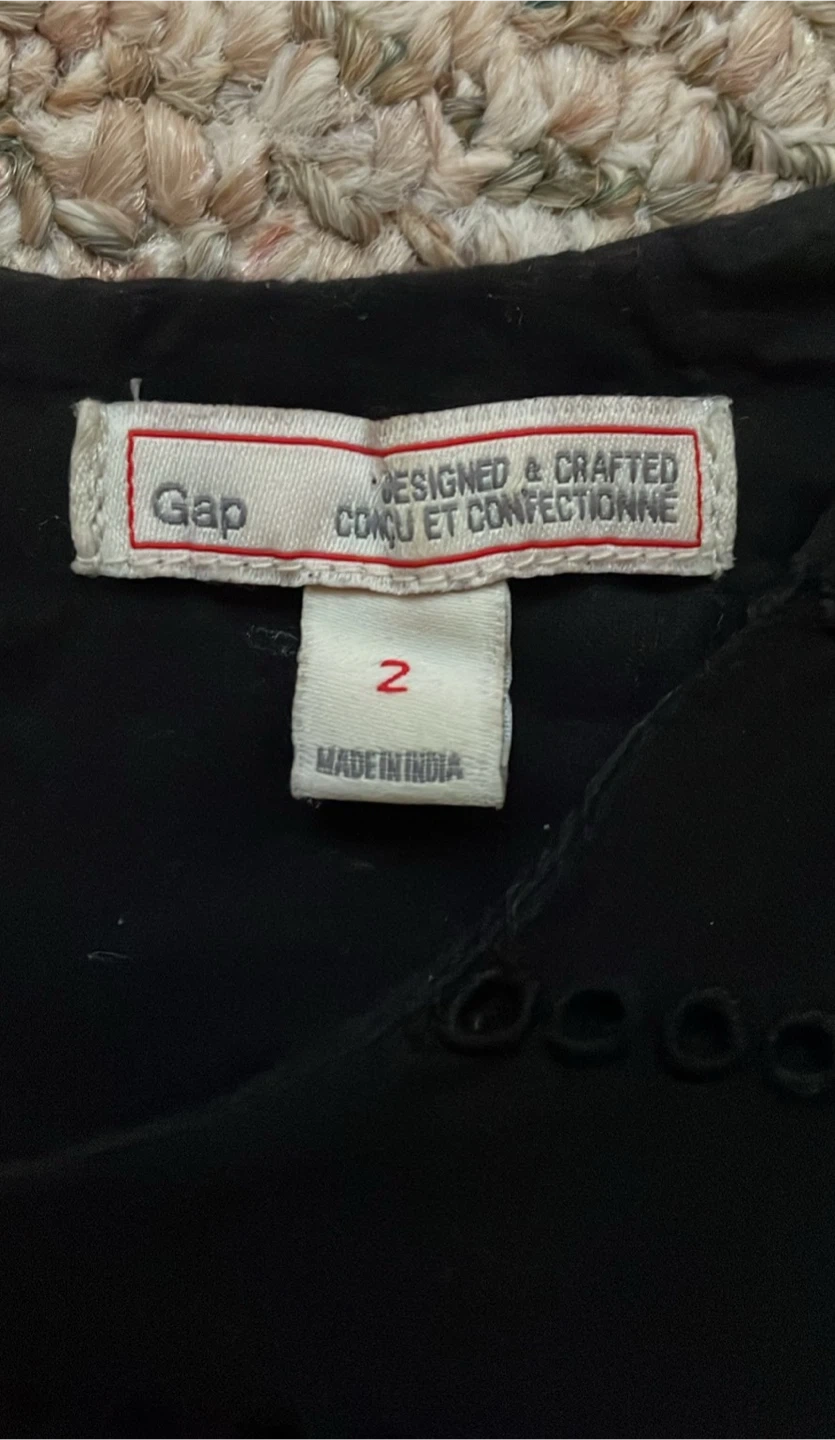 Gap
DESIGNED & CRAFTED
CONÇU ET CONFECTIONNÉ
2
MADE IN INDIA